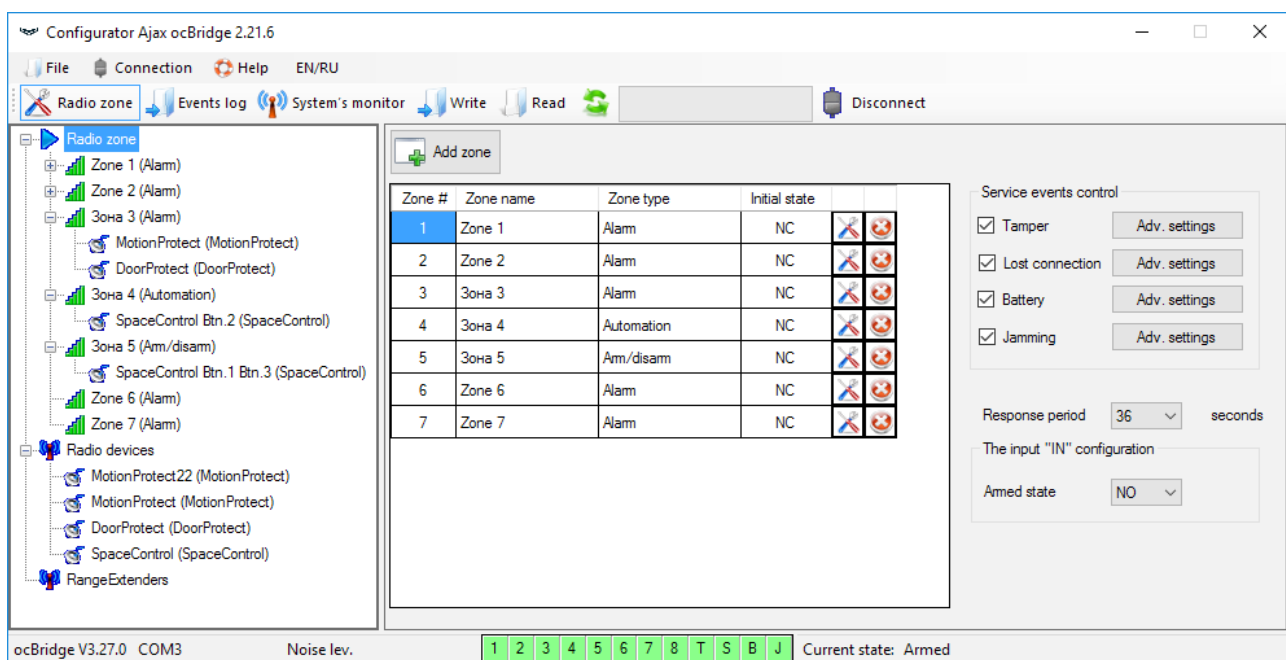 Configurator Ajax ocBridge 2.21.6
File Connection Help EN/RU
Radio zone Events log System's monitor Write Read Disconnect
Radio zone
Zone 1 (Alarm)
Zone 2 (Alarm)
Зона 3 (Alarm)
MotionProtect (MotionProtect)
DoorProtect (DoorProtect)
Зона 4 (Automation)
SpaceControl Btn.2 (SpaceControl)
Зона 5 (Arm/disarm)
SpaceControl Btn.1 Btn.3 (SpaceControl)
Zone 6 (Alarm)
Zone 7 (Alarm)
Radio devices
MotionProtect22 (MotionProtect)
MotionProtect (MotionProtect)
DoorProtect (DoorProtect)
SpaceControl (SpaceControl)
RangeExtenders
Add zone
Zone # Zone name Zone type Initial state
1 Zone 1 Alarm NC
2 Zone 2 Alarm NC
3 Зона 3 Alarm NC
4 Зона 4 Automation NC
5 Зона 5 Arm/disarm NC
6 Zone 6 Alarm NC
7 Zone 7 Alarm NC
Service events control
Tamper Adv. settings
Lost connection Adv. settings
Battery Adv. settings
Jamming Adv. settings
Response period 36 seconds
The input "IN" configuration
Armed state NO
ocBridge V3.27.0 COM3 Noise lev. 1 2 3 4 5 6 7 8 T S B J Current state: Armed